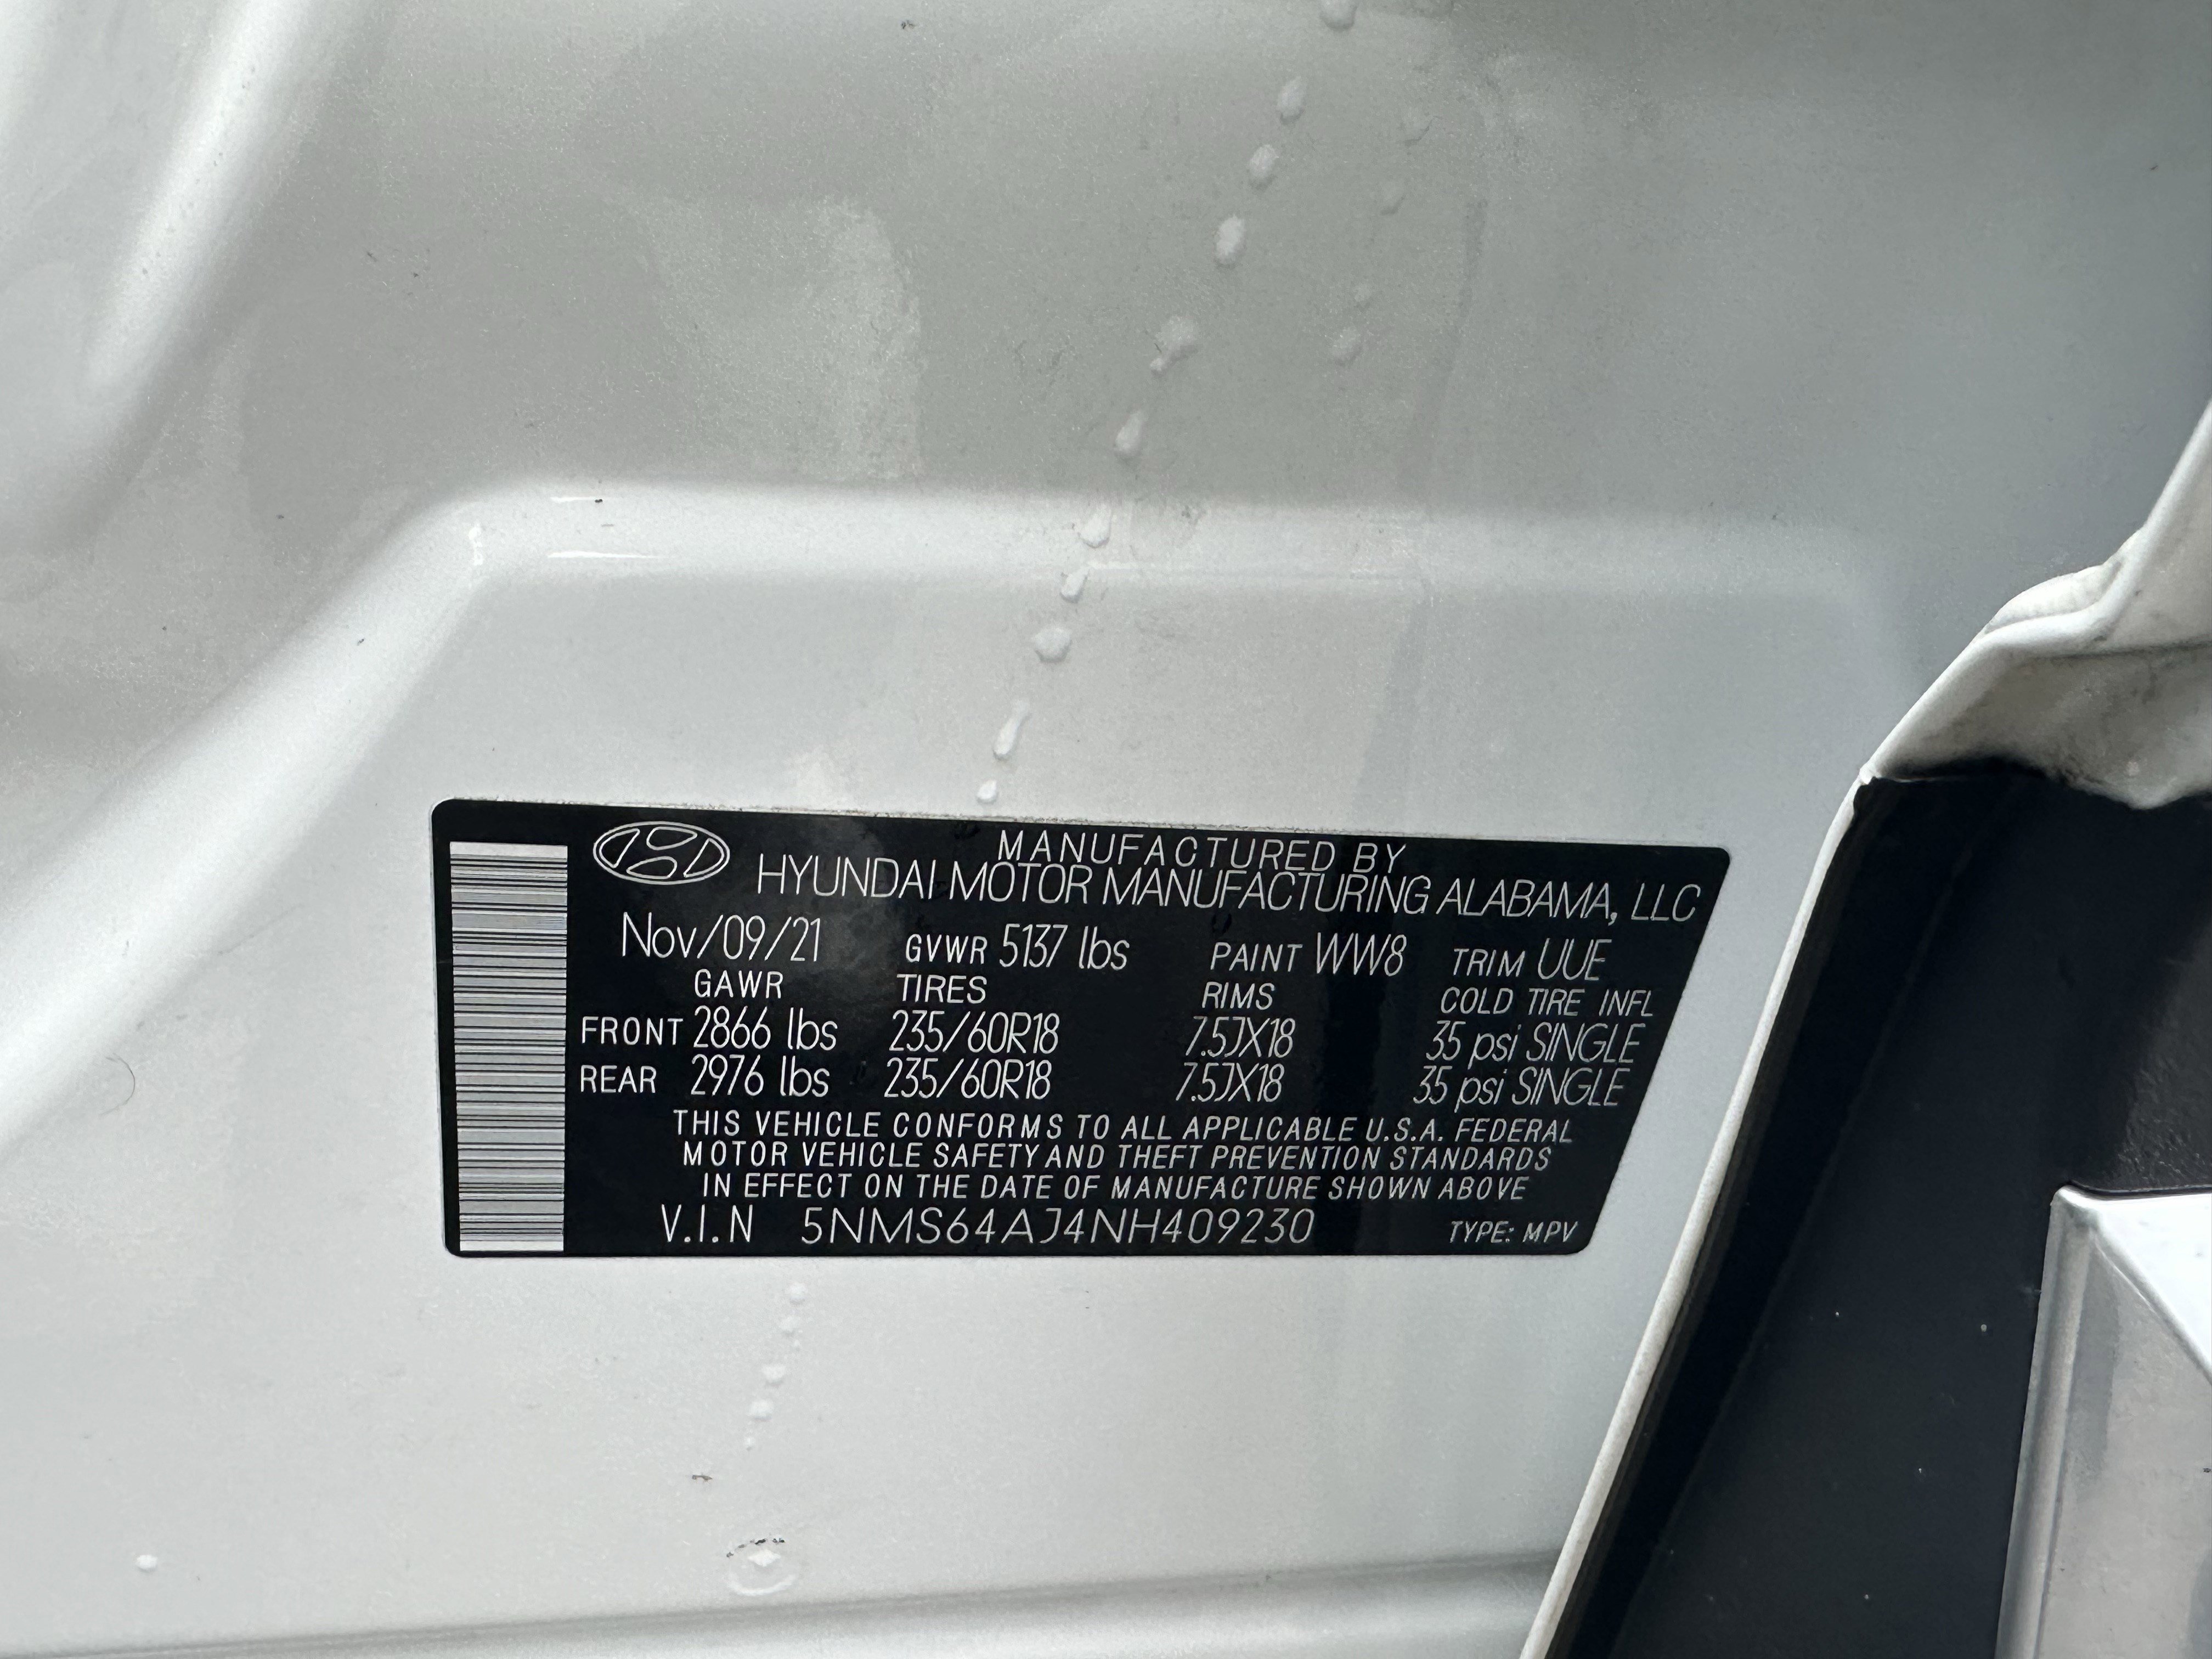 MANUFACTURED BY
HYUNDAI MOTOR MANUFACTURING ALABAMA, LLC
Nov/09/21 GVWR 5137 lbs PAINT WW8 TRIM UUE
GAWR TIRES RIMS COLD TIRE INFL
FRONT 2866 lbs 235/60R18 7.5JX18 35 psi SINGLE
REAR 2976 lbs 235/60R18 7.5JX18 35 psi SINGLE
THIS VEHICLE CONFORMS TO ALL APPLICABLE U.S.A. FEDERAL
MOTOR VEHICLE SAFETY AND THEFT PREVENTION STANDARDS
IN EFFECT ON THE DATE OF MANUFACTURE SHOWN ABOVE
V.I.N 5NMS64AJ4NH409230 TYPE: MPV